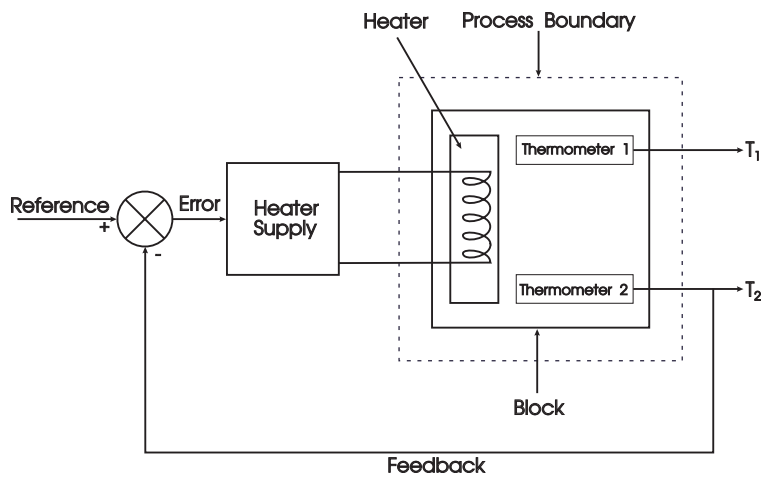 Heater
Process Boundary
Thermometer 1
T1
Reference
+
Error
Heater
Supply
-
Thermometer 2
T2
Block
Feedback